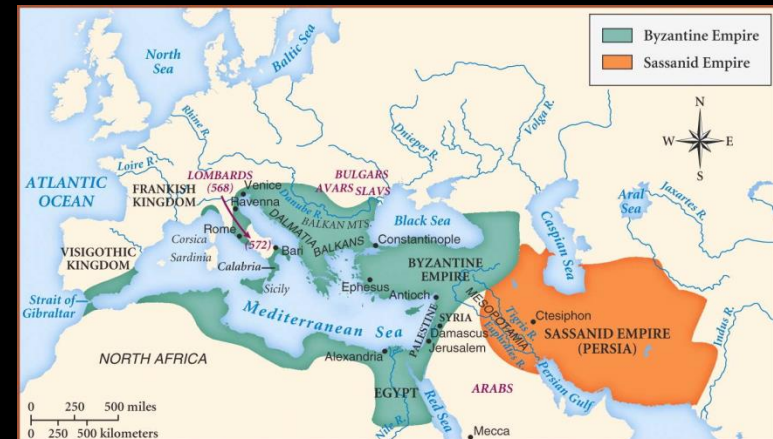 Byzantine Empire
Sassanid Empire
North
Sea
Baltic Sea
N
W
E
S
Rhine R.
Loire R.
Dnieper R.
Volga R.
ATLANTIC
OCEAN
FRANKISH
KINGDOM
LOMBARDS
(568)
Venice
Ravenna
BULGARS
AVARS
SLAVS
Danube R.
BALKAN MTS.
DALMATIA
BALKANS
Black Sea
Caspian Sea
Aral
Sea
Jaxartes R.
VISIGOTHIC
KINGDOM
Corsica
Sardinia
Rome
(572)
Bari
Calabria
Sicily
Constantinople
BYZANTINE
EMPIRE
Ephesus
Antioch
Strait of
Gibraltar
Mediterranean Sea
SYRIA
PALESTINE
Damascus
Jerusalem
MESOPOTAMIA
Tigris R.
Euphrates R.
Ctesiphon
SASSANID EMPIRE
(PERSIA)
Indus R.
NORTH AFRICA
Alexandria
EGYPT
Nile R.
Red Sea
ARABS
Persian Gulf
Mecca
0 250 500 miles
0 250 500 kilometers